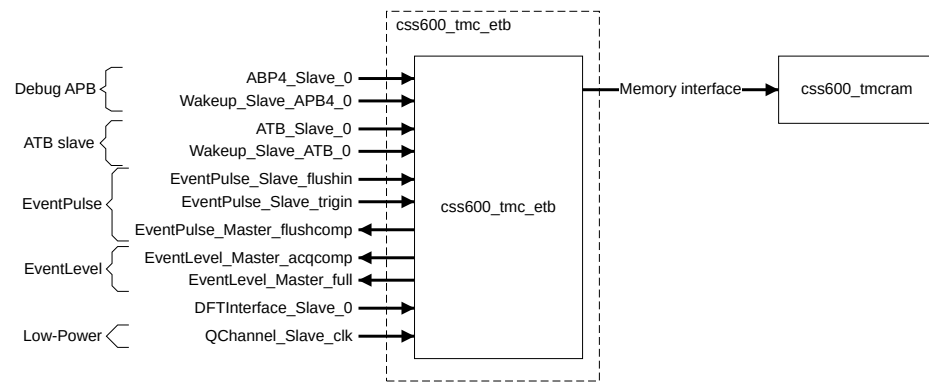 css600_tmc_etb
Debug APB
ABP4_Slave_0
Wakeup_Slave_APB4_0
Memory interface
css600_tmcram
ATB slave
ATB_Slave_0
Wakeup_Slave_ATB_0
EventPulse
EventPulse_Slave_flushin
EventPulse_Slave_trigin
EventPulse_Master_flushcomp
css600_tmc_etb
EventLevel
EventLevel_Master_acqcomp
EventLevel_Master_full
DFTInterface_Slave_0
Low-Power
QChannel_Slave_clk